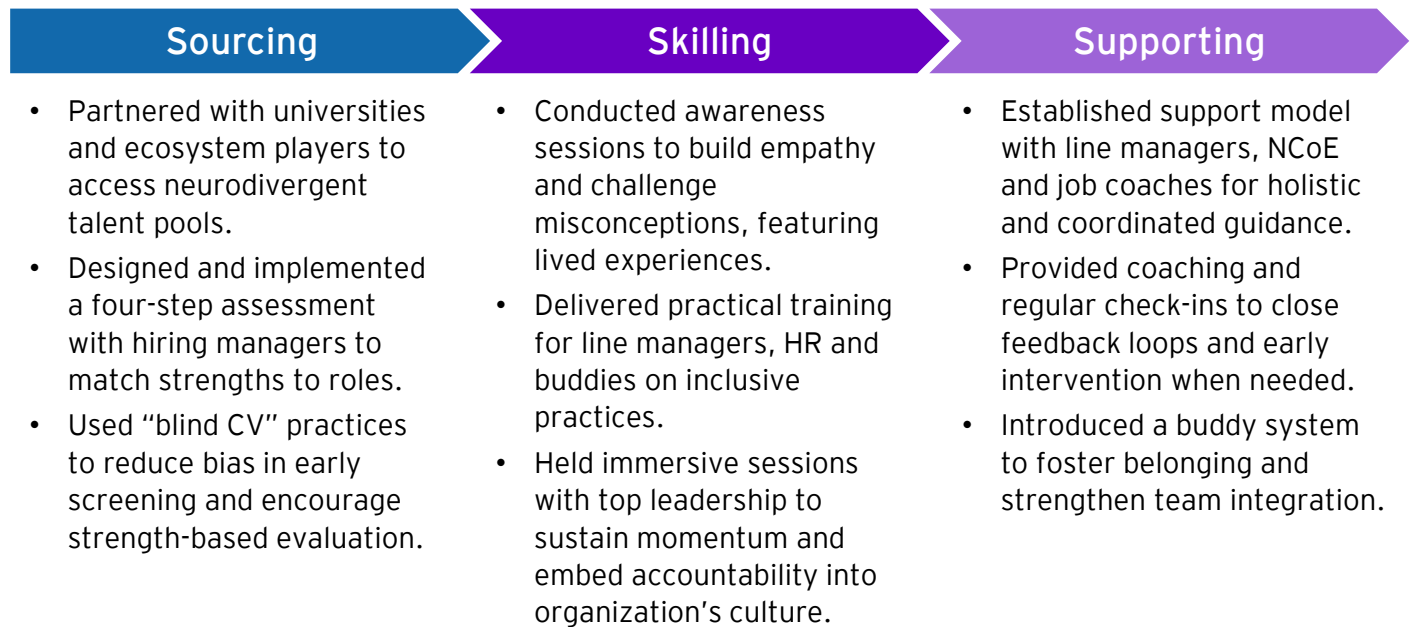 Sourcing
• Partnered with universities
and ecosystem players to
access neurodivergent
talent pools.
• Designed and implemented
a four-step assessment
with hiring managers to
match strengths to roles.
• Used “blind CV” practices
to reduce bias in early
screening and encourage
strength-based evaluation.
Skilling
• Conducted awareness
sessions to build empathy
and challenge
misconceptions, featuring
lived experiences.
• Delivered practical training
for line managers, HR and
buddies on inclusive
practices.
• Held immersive sessions
with top leadership to
sustain momentum and
embed accountability into
organization’s culture.
Supporting
• Established support model
with line managers, NCoE
and job coaches for holistic
and coordinated guidance.
• Provided coaching and
regular check-ins to close
feedback loops and early
intervention when needed.
• Introduced a buddy system
to foster belonging and
strengthen team integration.